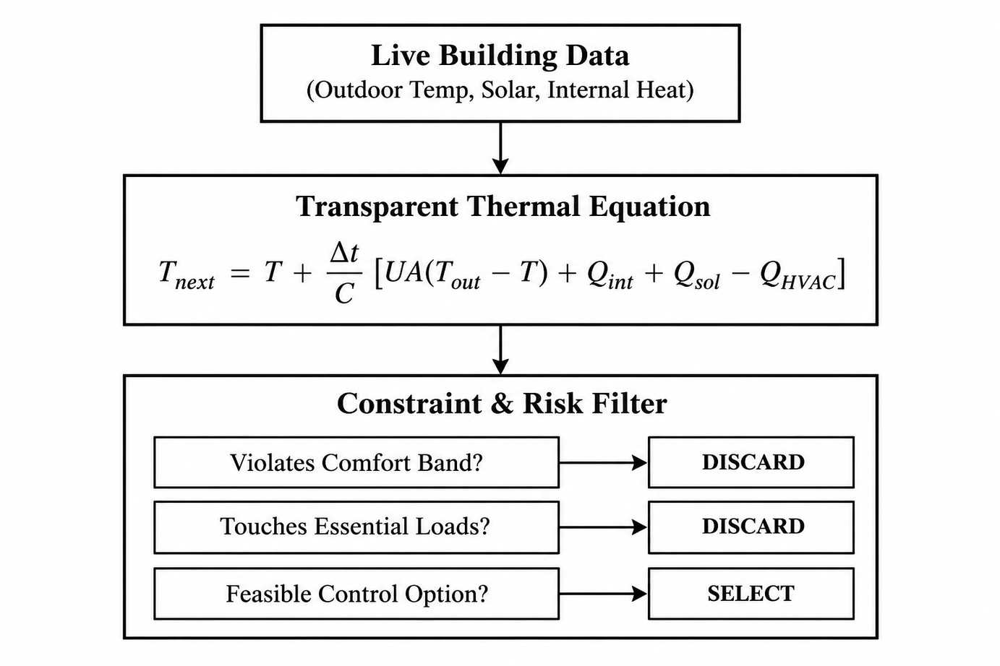 Live Building Data
(Outdoor Temp, Solar, Internal Heat)
Transparent Thermal Equation
T_next = T + Δt/C [UA(T_out − T) + Q_int + Q_sol − Q_HVAC]
Constraint & Risk Filter
Violates Comfort Band?
DISCARD
Touches Essential Loads?
DISCARD
Feasible Control Option?
SELECT